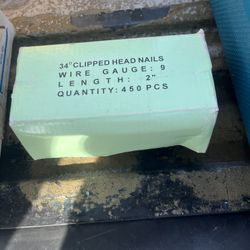 34° CLIPPED HEAD NAILS
WIRE GAUGE: 9
LENGTH: 2"
QUANTITY: 450 PCS